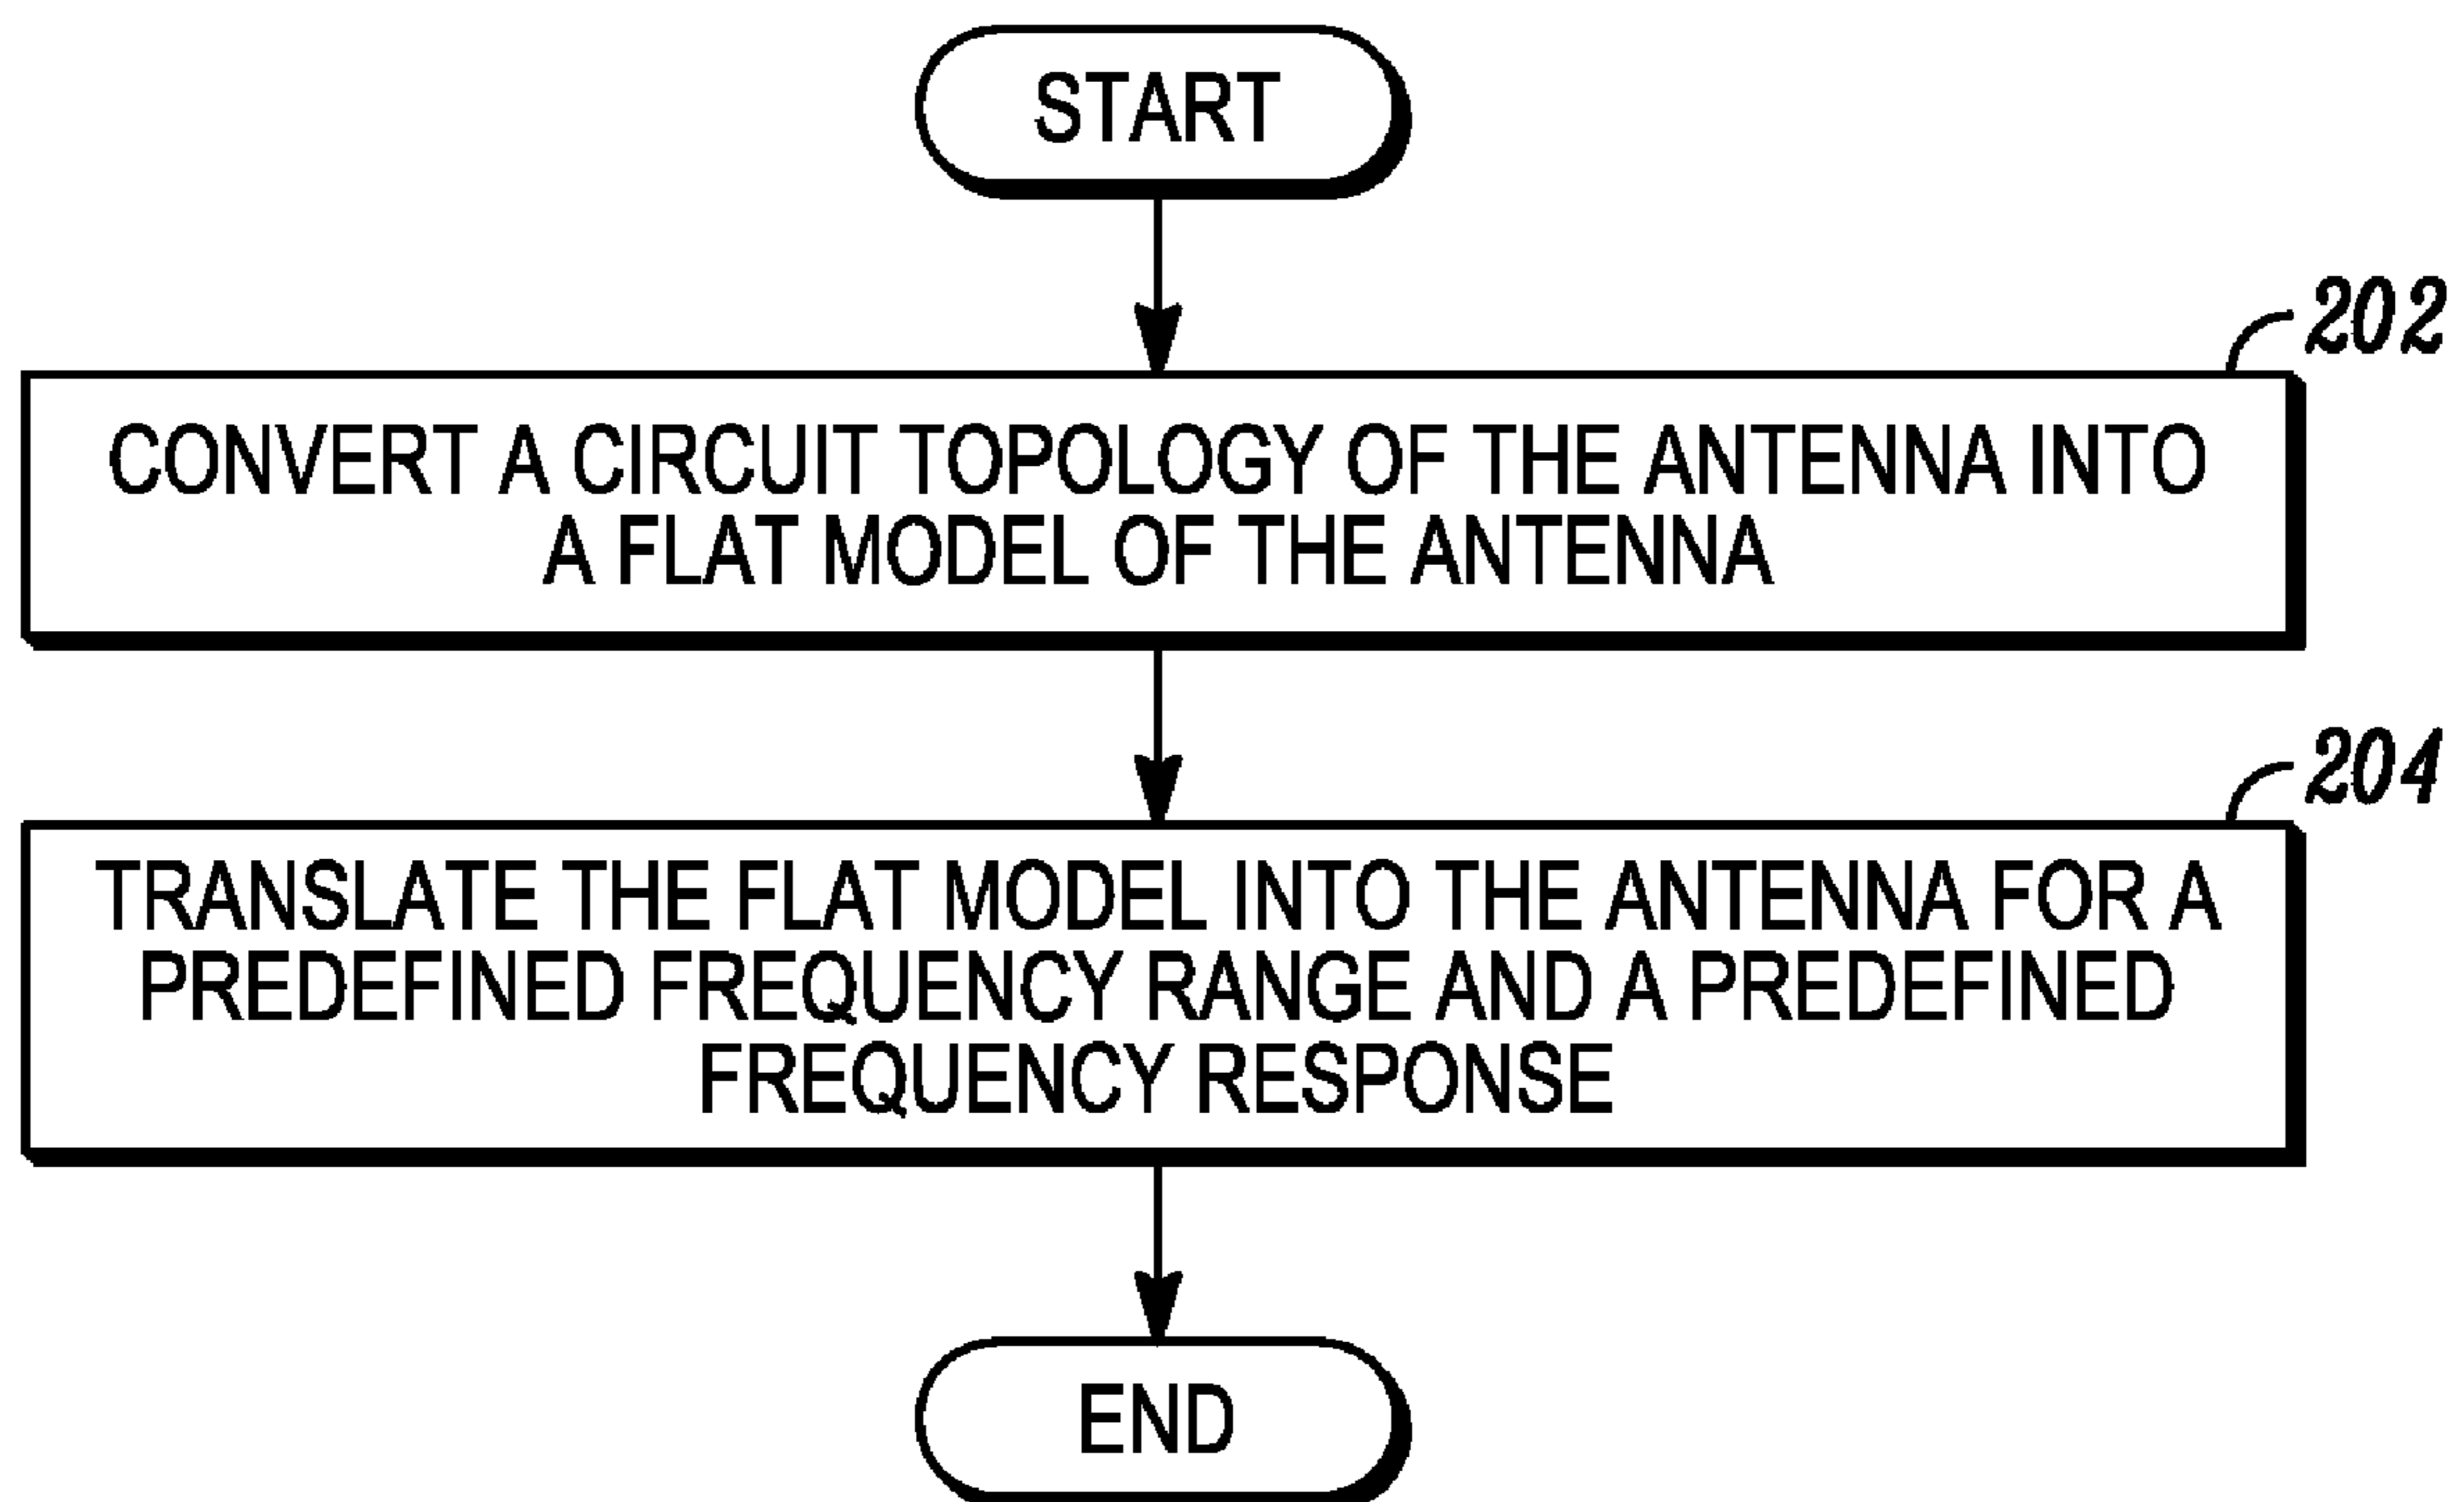 START
202
CONVERT A CIRCUIT TOPOLOGY OF THE ANTENNA INTO
A FLAT MODEL OF THE ANTENNA
204
TRANSLATE THE FLAT MODEL INTO THE ANTENNA FOR A
PREDEFINED FREQUENCY RANGE AND A PREDEFINED
FREQUENCY RESPONSE
END